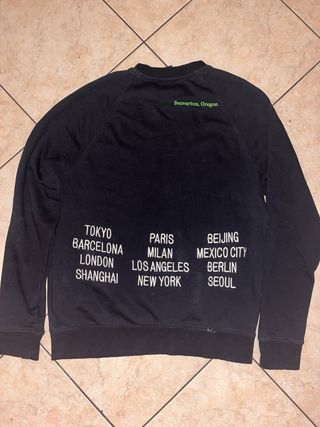 Beaverton, Oregon
TOKYO
BARCELONA
LONDON
SHANGHAI
PARIS
MILAN
LOS ANGELES
NEW YORK
BEIJING
MEXICO CITY
BERLIN
SEOUL